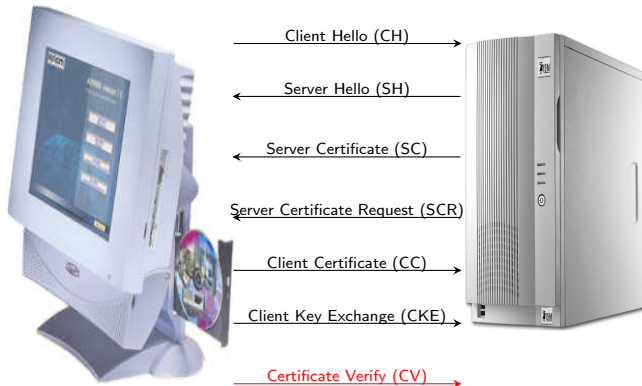 Client Hello (CH)
Server Hello (SH)
Server Certificate (SC)
Server Certificate Request (SCR)
Client Certificate (CC)
Client Key Exchange (CKE)
Certificate Verify (CV)